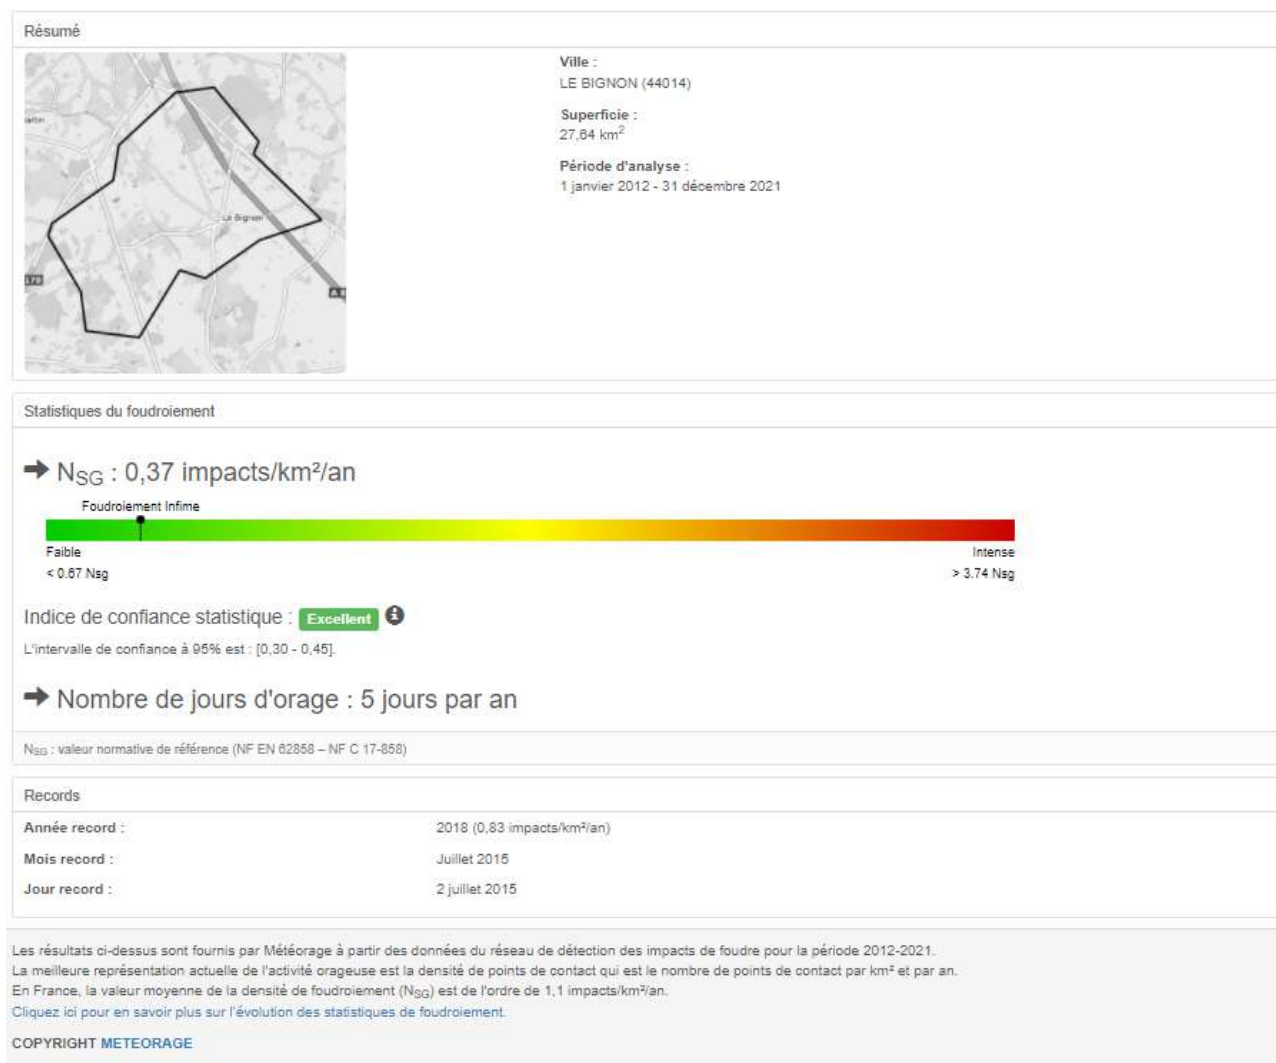 Résumé
Ville :
LE BIGNON (44014)
Superficie :
27,64 km²
Période d'analyse :
1 janvier 2012 - 31 décembre 2021
Le Bignon
A 8
Statistiques du foudroiement
➜ NSG : 0,37 impacts/km²/an
Foudroiement Infime
Faible
Intense
< 0.67 Nsg
> 3.74 Nsg
Indice de confiance statistique : Excellent
L'intervalle de confiance à 95% est : [0,30 - 0,45].
➜ Nombre de jours d'orage : 5 jours par an
NSG : valeur normative de référence (NF EN 62858 – NF C 17-858)
Records
Année record :
2018 (0,83 impacts/km²/an)
Mois record :
Juillet 2015
Jour record :
2 juillet 2015
Les résultats ci-dessus sont fournis par Météorage à partir des données du réseau de détection des impacts de foudre pour la période 2012-2021.
La meilleure représentation actuelle de l'activité orageuse est la densité de points de contact qui est le nombre de points de contact par km² et par an.
En France, la valeur moyenne de la densité de foudroiement (NSG) est de l'ordre de 1,1 impacts/km²/an.
Cliquez ici pour en savoir plus sur l'évolution des statistiques de foudroiement.
COPYRIGHT METEORAGE